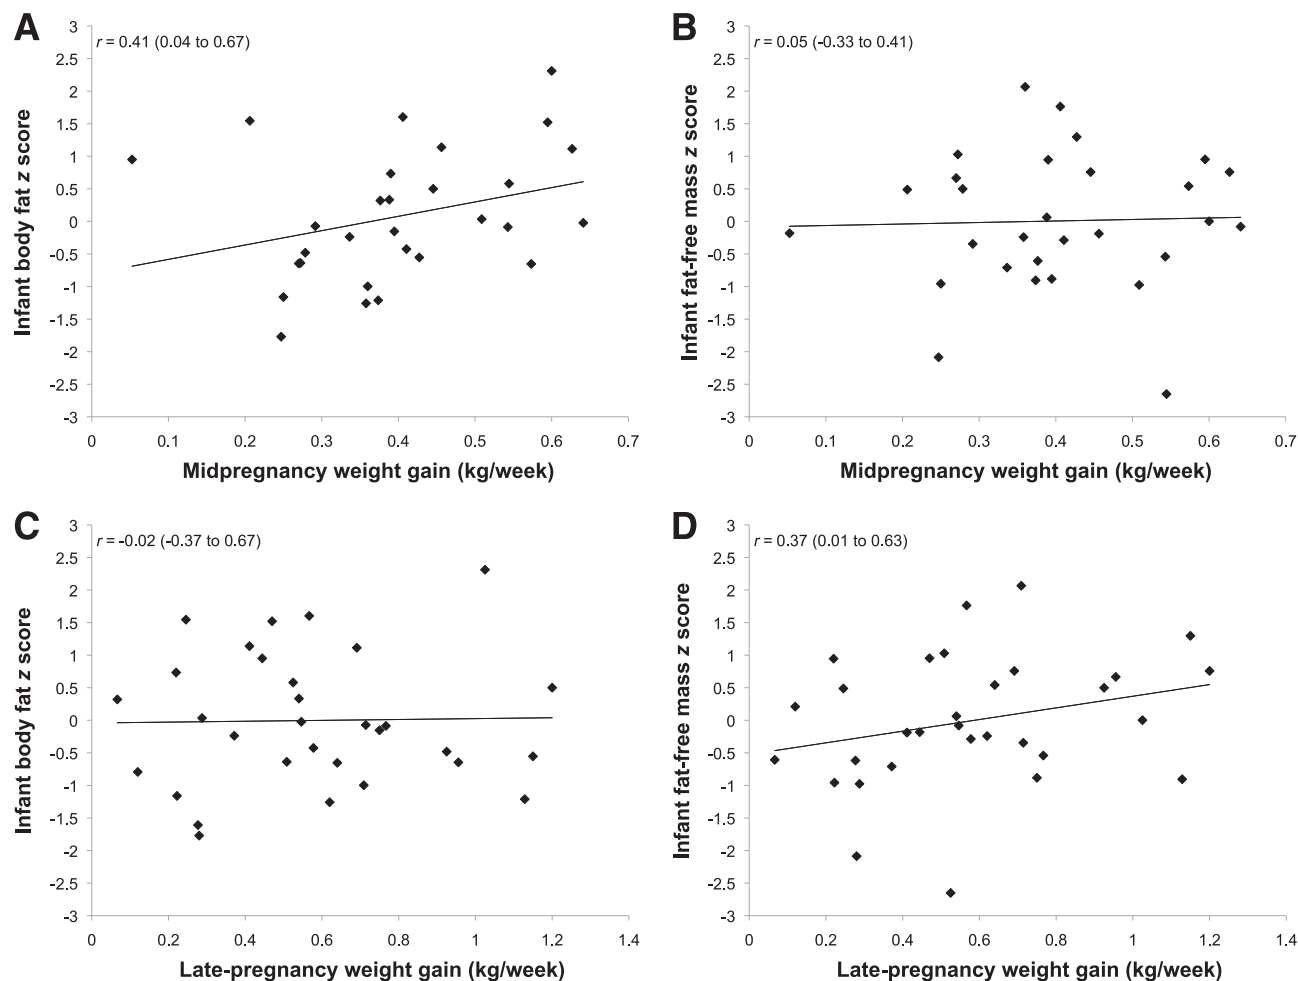 A
r = 0.41 (0.04 to 0.67)
3
2.5
2
1.5
1
0.5
0
-0.5
-1
-1.5
-2
-2.5
-3
Infant body fat z score
0 0.1 0.2 0.3 0.4 0.5 0.6 0.7
Midpregnancy weight gain (kg/week)
B
r = 0.05 (-0.33 to 0.41)
3
2.5
2
1.5
1
0.5
0
-0.5
-1
-1.5
-2
-2.5
-3
Infant fat-free mass z score
0 0.1 0.2 0.3 0.4 0.5 0.6 0.7
Midpregnancy weight gain (kg/week)
C
r = -0.02 (-0.37 to 0.67)
3
2.5
2
1.5
1
0.5
0
-0.5
-1
-1.5
-2
-2.5
-3
Infant body fat z score
0 0.2 0.4 0.6 0.8 1 1.2 1.4
Late-pregnancy weight gain (kg/week)
D
r = 0.37 (0.01 to 0.63)
3
2.5
2
1.5
1
0.5
0
-0.5
-1
-1.5
-2
-2.5
-3
Infant fat-free mass z score
0 0.2 0.4 0.6 0.8 1 1.2 1.4
Late-pregnancy weight gain (kg/week)